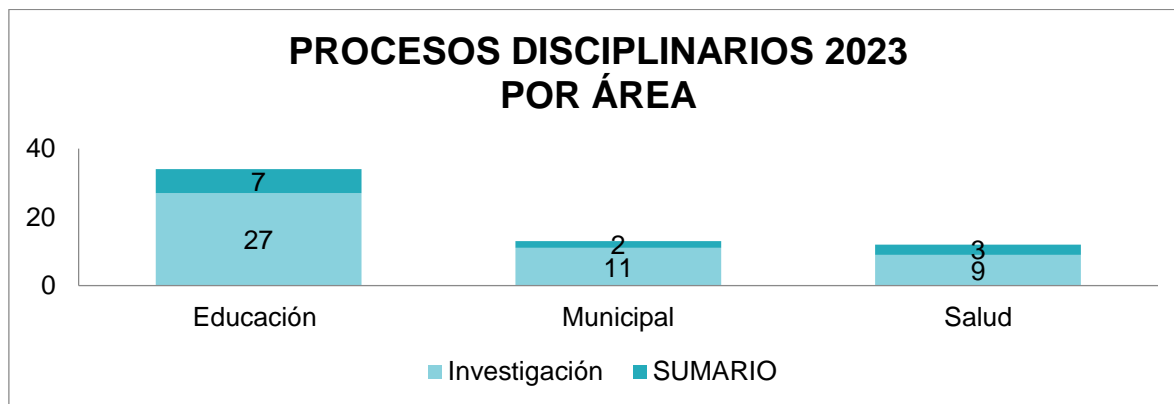 PROCESOS DISCIPLINARIOS 2023
POR ÁREA
40
20
0
7
27
2
11
3
9
Educación Municipal Salud
Investigación SUMARIO